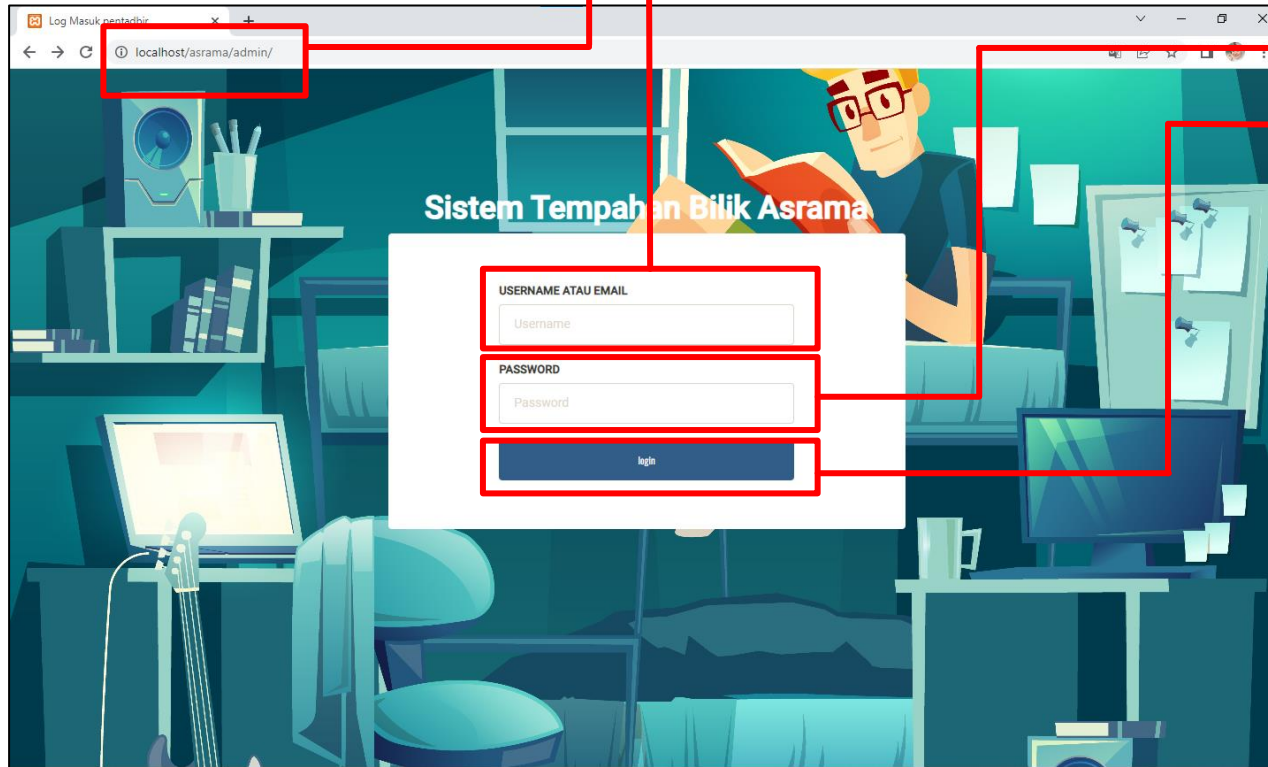 Log Masuk pentadbir
localhost/asrama/admin/
Sistem Tempahan Bilik Asrama
USERNAME ATAU EMAIL
Username
PASSWORD
Password
login